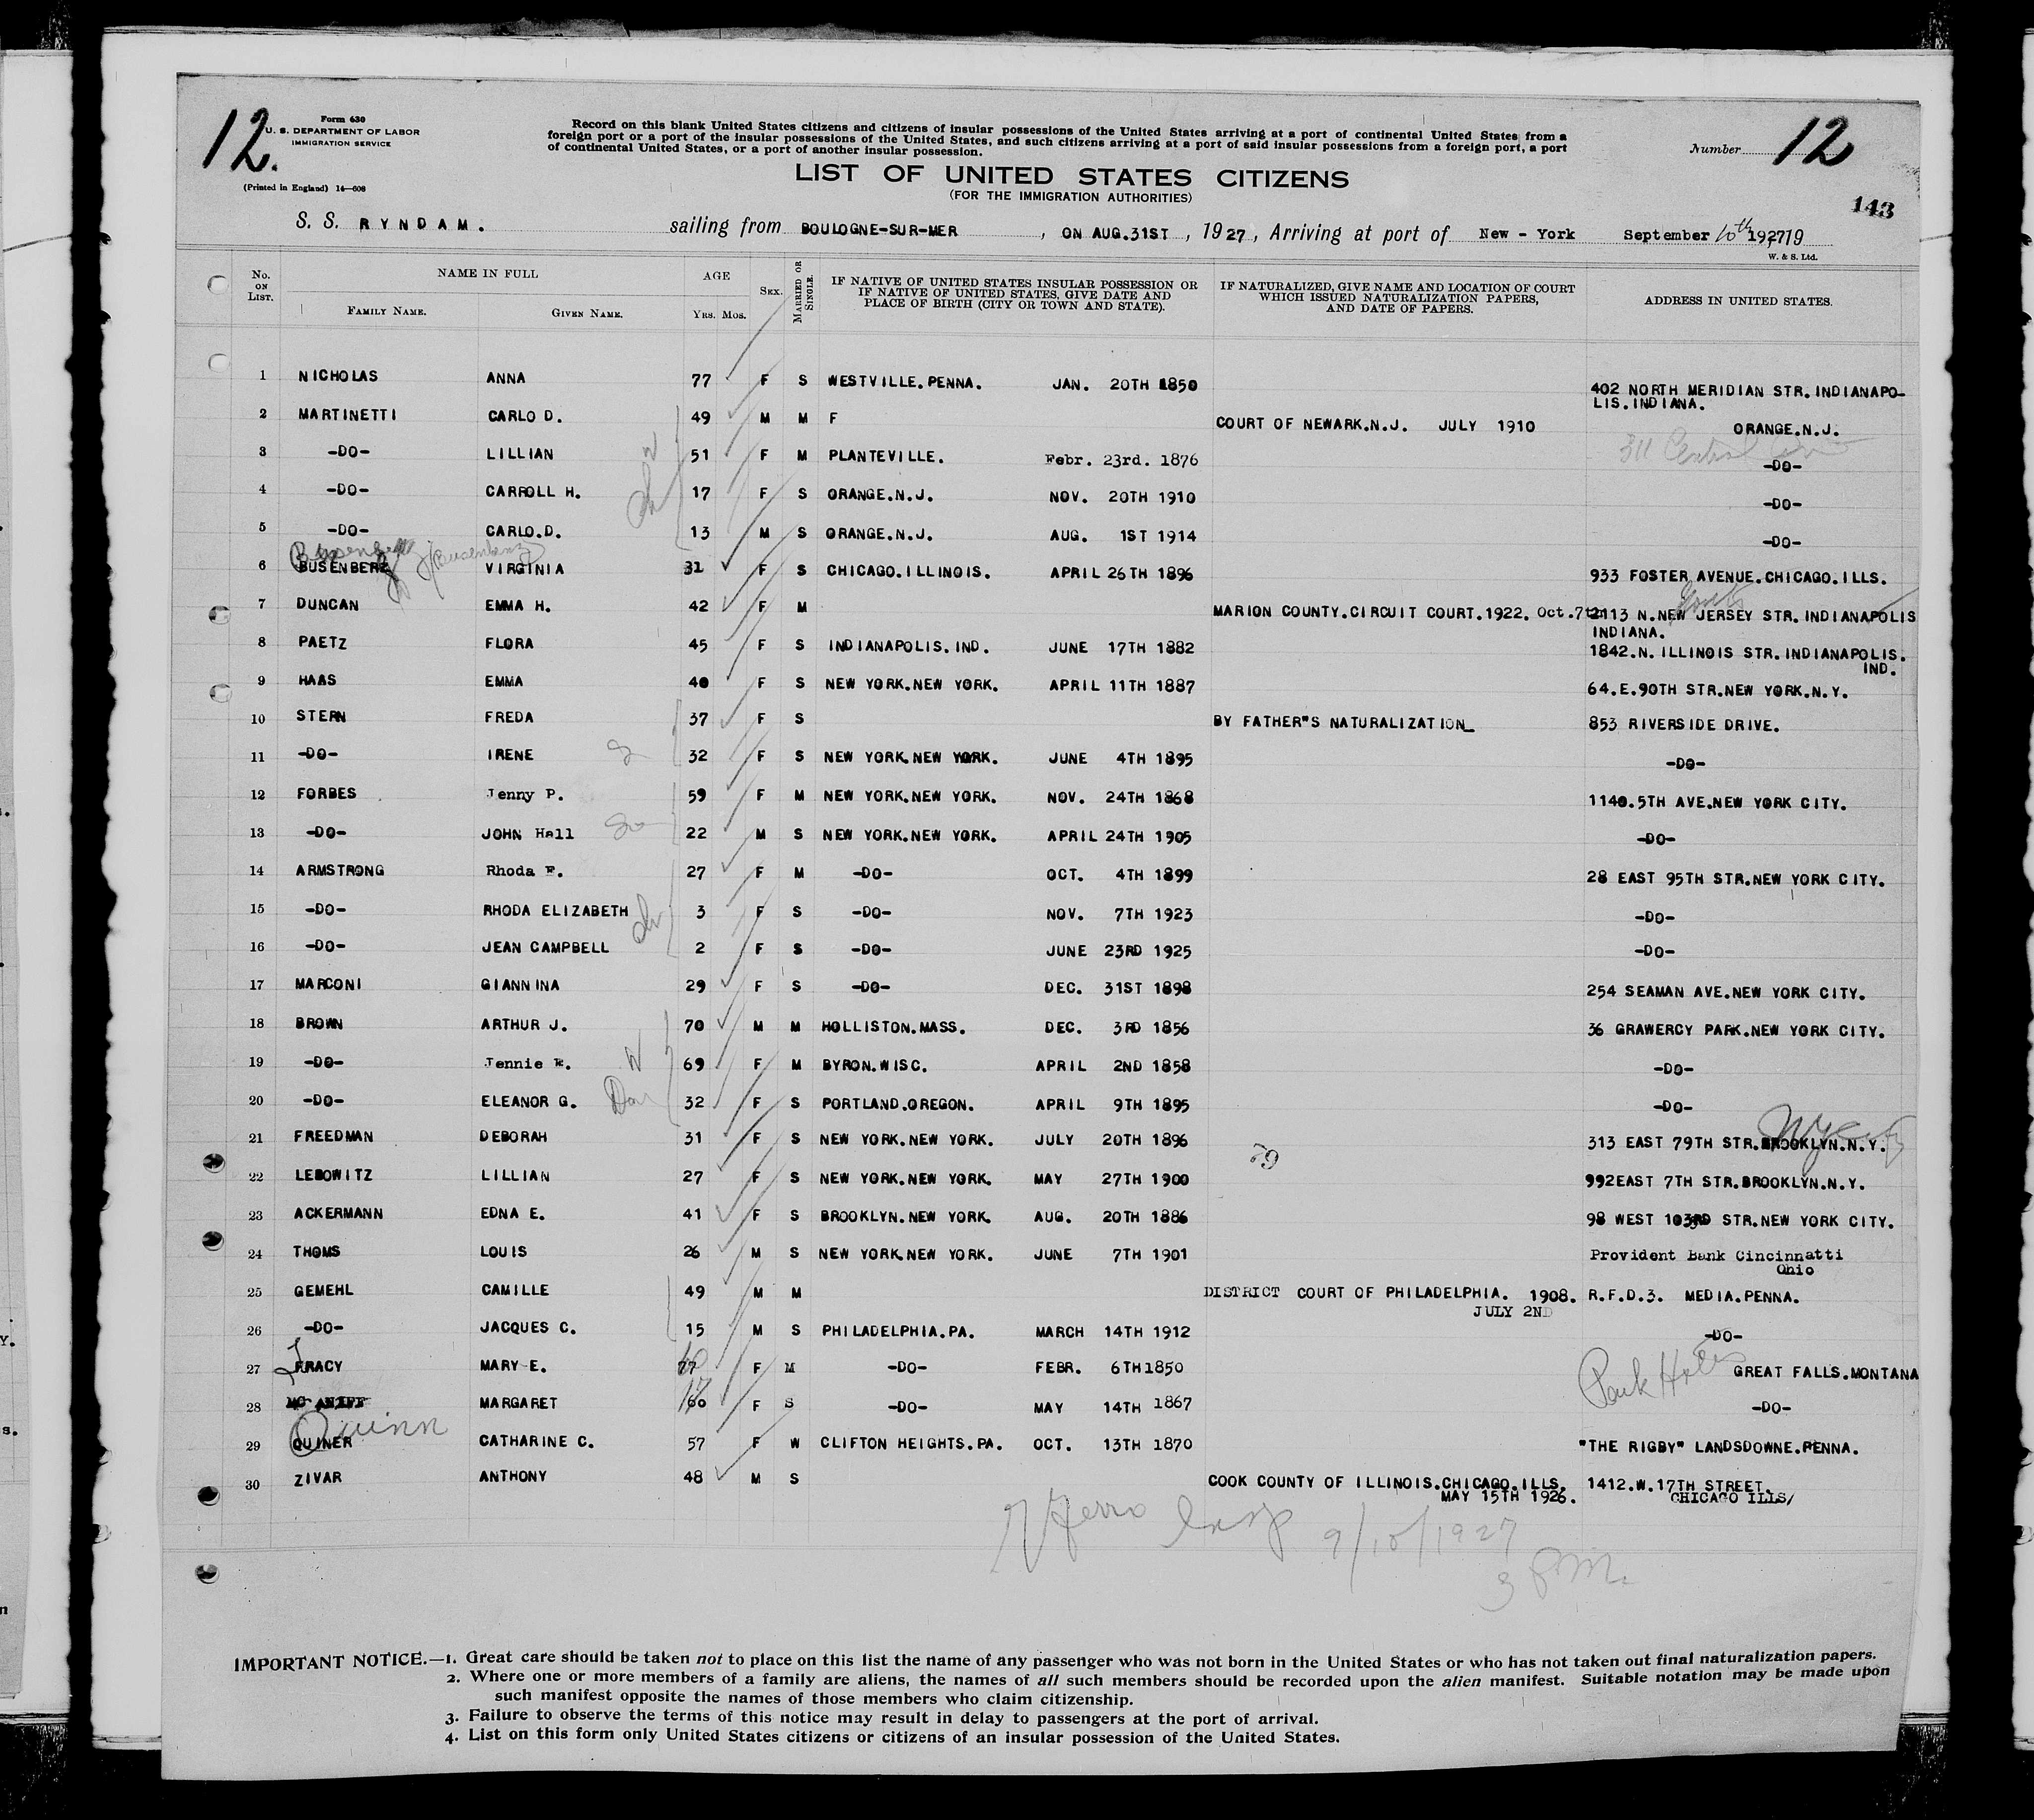 12.
Form 630
U. S. DEPARTMENT OF LABOR
IMMIGRATION SERVICE
(Printed in England) 14—608
Record on this blank United States citizens and citizens of insular possessions of the United States arriving at a port of continental United States from a
foreign port or a port of the insular possessions of the United States, and such citizens arriving at a port of said insular possessions from a foreign port, a port
of continental United States, or a port of another insular possession.
Number 12
LIST OF UNITED STATES CITIZENS
(FOR THE IMMIGRATION AUTHORITIES)
143
S. S. RYNDAM. sailing from BOULOGNE-SUR-MER , ON AUG.31ST , 1927, Arriving at port of New - York September 10th 192719
W. & S. Ltd.
No. ON LIST. NAME IN FULL FAMILY NAME. GIVEN NAME. AGE YRS. MOS. SEX. MARRIED OR SINGLE. IF NATIVE OF UNITED STATES INSULAR POSSESSION OR IF NATIVE OF UNITED STATES, GIVE DATE AND PLACE OF BIRTH (CITY OR TOWN AND STATE). IF NATURALIZED, GIVE NAME AND LOCATION OF COURT WHICH ISSUED NATURALIZATION PAPERS, AND DATE OF PAPERS. ADDRESS IN UNITED STATES.
1 NICHOLAS ANNA 77 F S WESTVILLE.PENNA. JAN. 20TH 1850 402 NORTH MERIDIAN STR.INDIANAPO-
LIS.INDIANA.
2 MARTINETTI CARLO D. 49 M M F COURT OF NEWARK.N.J. JULY 1910 ORANGE.N.J.
311 Central
3 -DO- LILLIAN 51 F M PLANTEVILLE. Febr. 23rd. 1876 -DO-
4 -DO- CARROLL H. 17 F S ORANGE.N.J. NOV. 20TH 1910 -DO-
5 -DO- CARLO.D. 13 M S ORANGE.N.J. AUG. 1ST 1914 -DO-
6 BUSENBERZ VIRGINIA 31 F S CHICAGO.ILLINOIS. APRIL 26TH 1896 933 FOSTER AVENUE.CHICAGO.ILLS.
7 DUNCAN EMMA H. 42 F M MARION COUNTY.CIRCUIT COURT.1922. Oct.7th 2113 N.NEW JERSEY STR.INDIANAPOLIS
INDIANA.
8 PAETZ FLORA 45 F S INDIANAPOLIS.IND. JUNE 17TH 1882 1842.N.ILLINOIS STR.INDIANAPOLIS.
IND.
9 HAAS EMMA 40 F S NEW YORK.NEW YORK. APRIL 11TH 1887 64.E.90TH STR.NEW YORK.N.Y.
10 STERN FREDA 37 F S BY FATHER"S NATURALIZATION 853 RIVERSIDE DRIVE.
11 -DO- IRENE 32 F S NEW YORK.NEW YORK. JUNE 4TH 1895 -DO-
12 FORBES Jenny P. 59 F M NEW YORK.NEW YORK. NOV. 24TH 1868 1140.5TH AVE.NEW YORK CITY.
13 -DO- JOHN Hall 22 M S NEW YORK.NEW YORK. APRIL 24TH 1905 -DO-
14 ARMSTRONG Rhoda F. 27 F M -DO- OCT. 4TH 1899 28 EAST 95TH STR.NEW YORK CITY.
15 -DO- RHODA ELIZABETH 3 F S -DO- NOV. 7TH 1923 -DO-
16 -DO- JEAN CAMPBELL 2 F S -DO- JUNE 23RD 1925 -DO-
17 MARCONI GIANNINA 29 F S -DO- DEC. 31ST 1898 254 SEAMAN AVE.NEW YORK CITY.
18 BROWN ARTHUR J. 70 M M HOLLISTON.MASS. DEC. 3RD 1856 36 GRAWERCY PARK.NEW YORK CITY.
19 -DO- Jennie E. 69 F M BYRON.WISC. APRIL 2ND 1858 -DO-
20 -DO- ELEANOR G. 32 F S PORTLAND.OREGON. APRIL 9TH 1895 -DO-
21 FREEDMAN DEBORAH 31 F S NEW YORK.NEW YORK. JULY 20TH 1896 313 EAST 79TH STR.BROOKLYN.N.Y.
22 LEBOWITZ LILLIAN 27 F S NEW YORK.NEW YORK. MAY 27TH 1900 992EAST 7TH STR.BROOKLYN.N.Y.
23 ACKERMANN EDNA E. 41 F S BROOKLYN.NEW YORK. AUG. 20TH 1886 98 WEST 103RD STR.NEW YORK CITY.
24 THOMS LOUIS 26 M S NEW YORK.NEW YORK. JUNE 7TH 1901 Provident Bank Cincinnatti
Ohio
25 GEMEHL CAMILLE 49 M M DISTRICT COURT OF PHILADELPHIA. 1908. R.F.D.3. MEDIA.PENNA.
JULY 2ND
26 -DO- JACQUES C. 15 M S PHILADELPHIA.PA. MARCH 14TH 1912 -DO-
27 TRACY MARY E. 77 F M -DO- FEBR. 6TH1850 Park Hotel GREAT FALLS.MONTANA
28 MC ANIFF MARGARET 60 F S -DO- MAY 14TH 1867 -DO-
Quinn
29 QUINER CATHARINE C. 57 F W CLIFTON HEIGHTS.PA. OCT. 13TH 1870 "THE RIGBY" LANDSDOWNE.PENNA.
30 ZIVAR ANTHONY 48 M S COOK COUNTY OF ILLINOIS.CHICAGO.ILLS. 1412.W.17TH STREET.
MAY 15TH 1926. CHICAGO ILLS/
9/10/1927
3 PM.
IMPORTANT NOTICE.—1. Great care should be taken not to place on this list the name of any passenger who was not born in the United States or who has not taken out final naturalization papers.
2. Where one or more members of a family are aliens, the names of all such members should be recorded upon the alien manifest. Suitable notation may be made upon
such manifest opposite the names of those members who claim citizenship.
3. Failure to observe the terms of this notice may result in delay to passengers at the port of arrival.
4. List on this form only United States citizens or citizens of an insular possession of the United States.